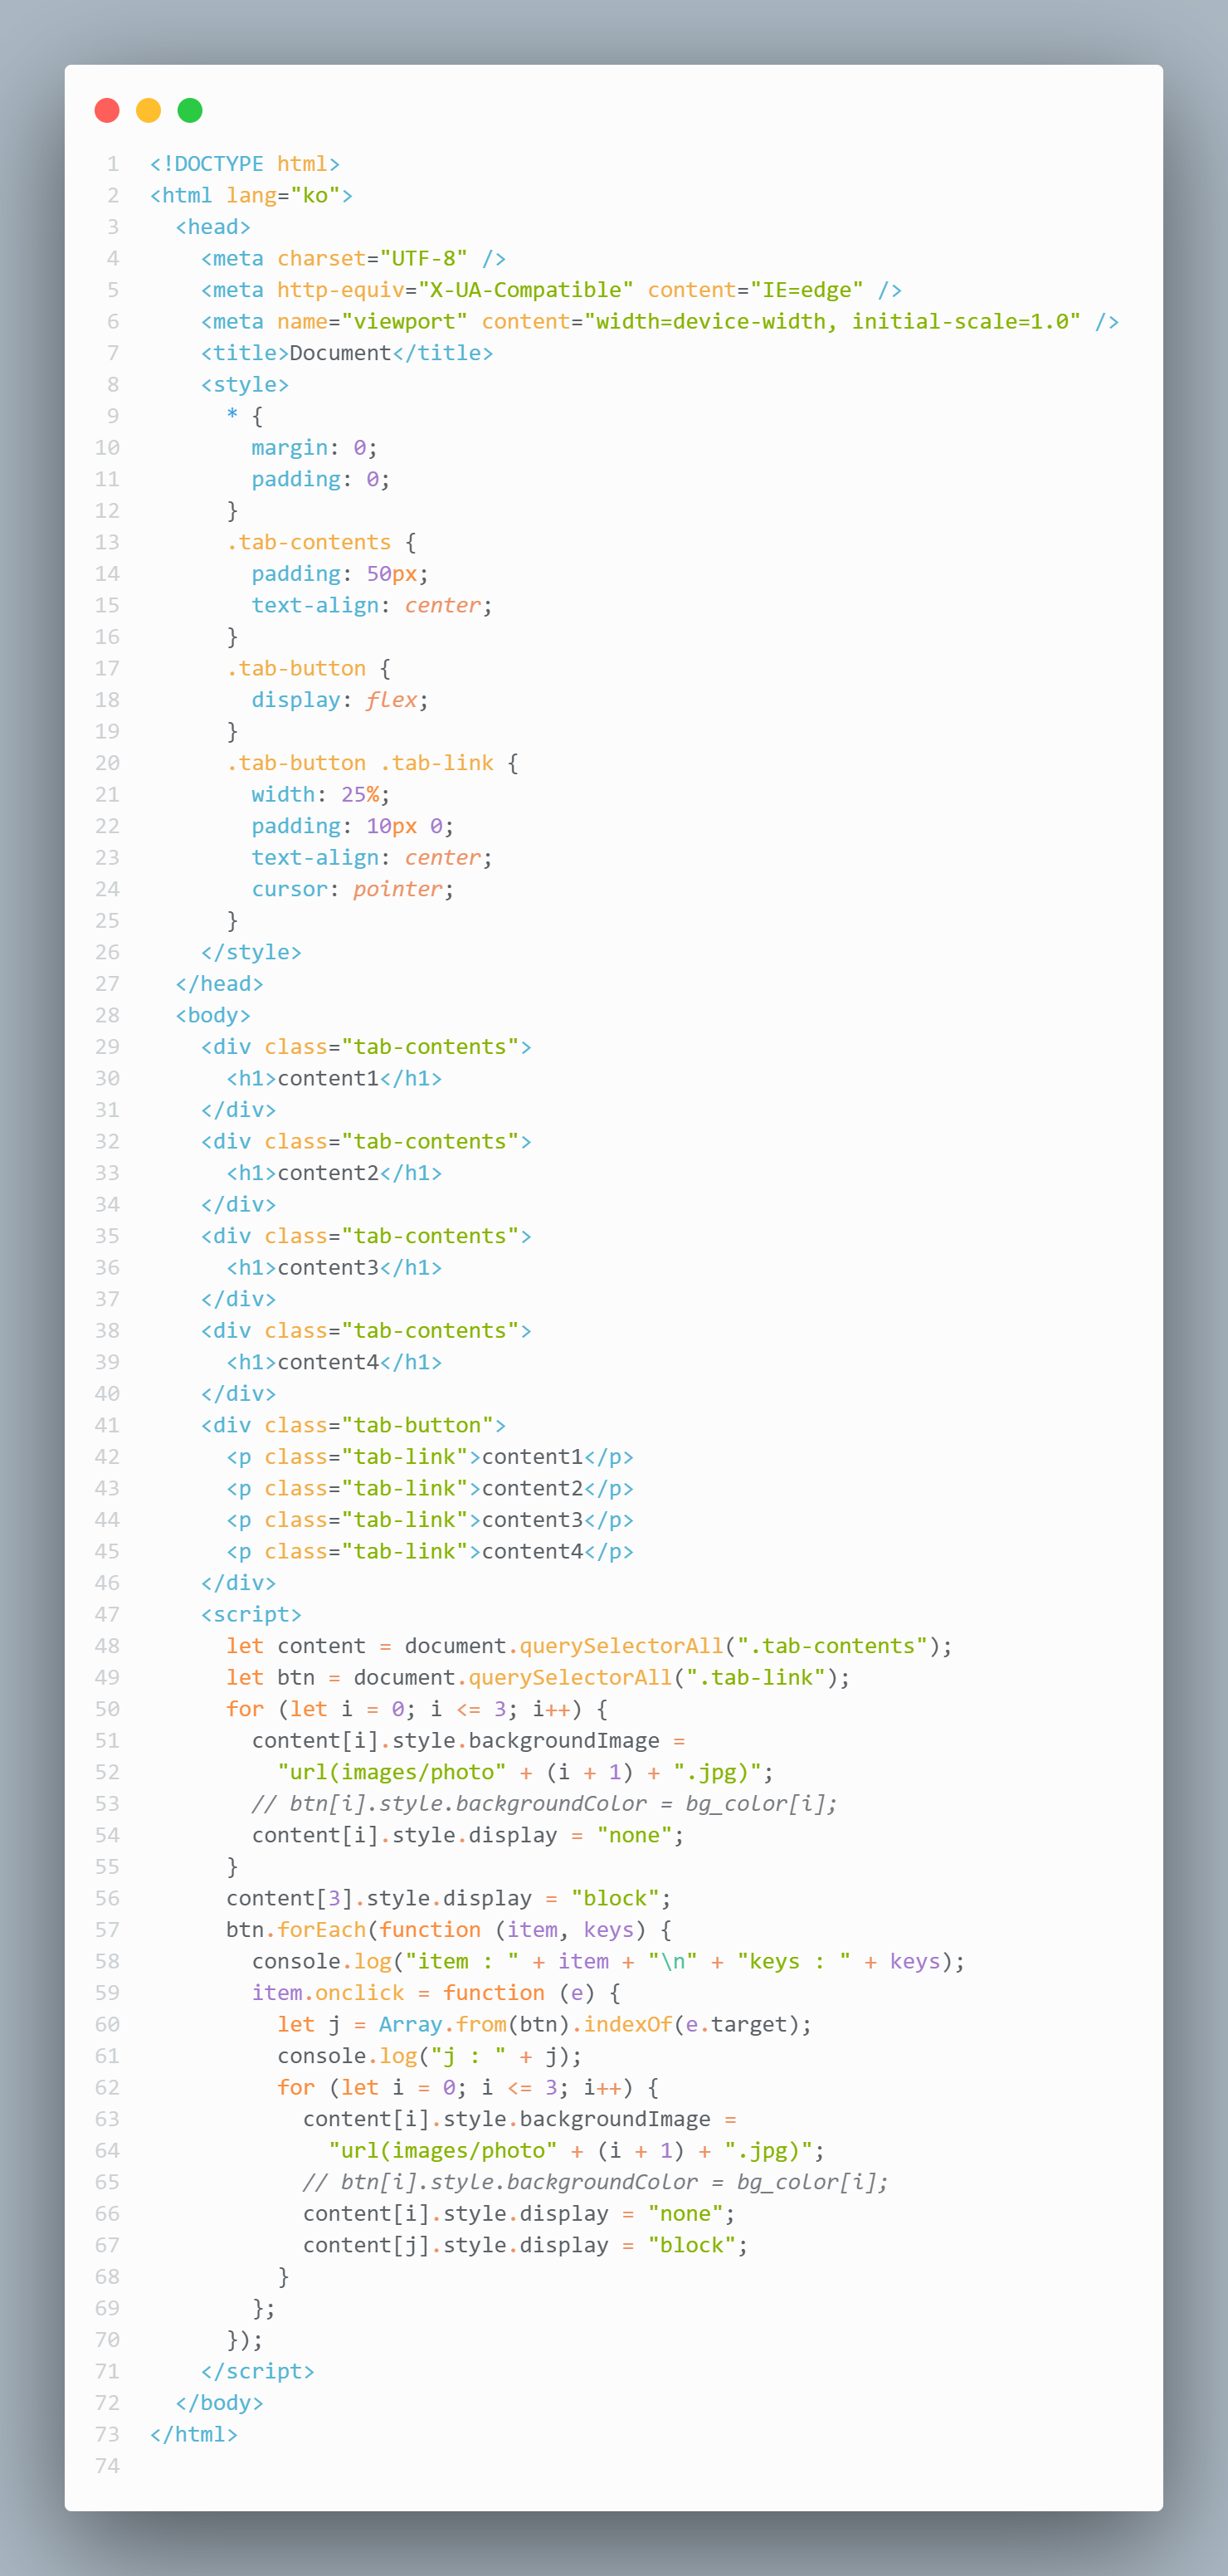 1 <!DOCTYPE html>
2 <html lang="ko">
3   <head>
4     <meta charset="UTF-8" />
5     <meta http-equiv="X-UA-Compatible" content="IE=edge" />
6     <meta name="viewport" content="width=device-width, initial-scale=1.0" />
7     <title>Document</title>
8     <style>
9       * {
10         margin: 0;
11         padding: 0;
12       }
13       .tab-contents {
14         padding: 50px;
15         text-align: center;
16       }
17       .tab-button {
18         display: flex;
19       }
20       .tab-button .tab-link {
21         width: 25%;
22         padding: 10px 0;
23         text-align: center;
24         cursor: pointer;
25       }
26     </style>
27   </head>
28   <body>
29     <div class="tab-contents">
30       <h1>content1</h1>
31     </div>
32     <div class="tab-contents">
33       <h1>content2</h1>
34     </div>
35     <div class="tab-contents">
36       <h1>content3</h1>
37     </div>
38     <div class="tab-contents">
39       <h1>content4</h1>
40     </div>
41     <div class="tab-button">
42       <p class="tab-link">content1</p>
43       <p class="tab-link">content2</p>
44       <p class="tab-link">content3</p>
45       <p class="tab-link">content4</p>
46     </div>
47     <script>
48       let content = document.querySelectorAll(".tab-contents");
49       let btn = document.querySelectorAll(".tab-link");
50       for (let i = 0; i <= 3; i++) {
51         content[i].style.backgroundImage =
52           "url(images/photo" + (i + 1) + ".jpg)";
53         // btn[i].style.backgroundColor = bg_color[i];
54         content[i].style.display = "none";
55       }
56       content[3].style.display = "block";
57       btn.forEach(function (item, keys) {
58         console.log("item : " + item + "\n" + "keys : " + keys);
59         item.onclick = function (e) {
60           let j = Array.from(btn).indexOf(e.target);
61           console.log("j : " + j);
62           for (let i = 0; i <= 3; i++) {
63             content[i].style.backgroundImage =
64               "url(images/photo" + (i + 1) + ".jpg)";
65             // btn[i].style.backgroundColor = bg_color[i];
66             content[i].style.display = "none";
67             content[j].style.display = "block";
68           }
69         };
70       });
71     </script>
72   </body>
73 </html>
74